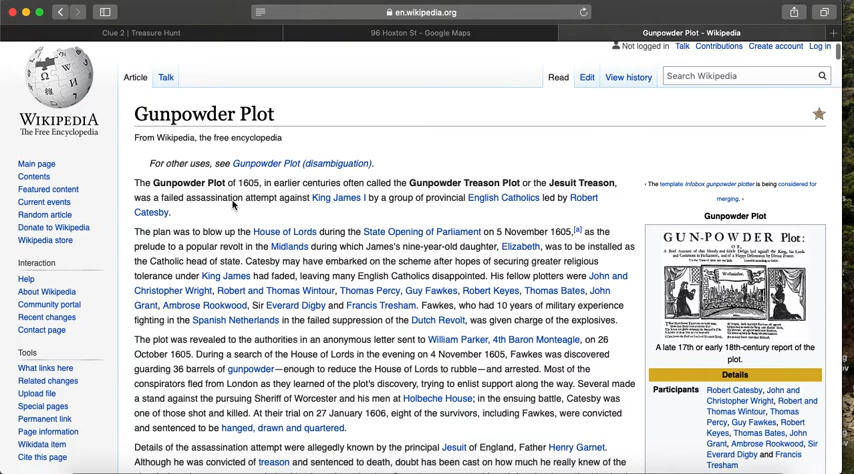 en.wikipedia.org
Clue 2 | Treasure Hunt
96 Hoxton St - Google Maps
Gunpowder Plot - Wikipedia
Not logged in Talk Contributions Create account Log in
Article Talk
Read Edit View history
Search Wikipedia
WIKIPEDIA
The Free Encyclopedia
Main page
Contents
Featured content
Current events
Random article
Donate to Wikipedia
Wikipedia store
Interaction
Help
About Wikipedia
Community portal
Recent changes
Contact page
Tools
What links here
Related changes
Upload file
Special pages
Permanent link
Page information
Wikidata item
Cite this page
Gunpowder Plot
From Wikipedia, the free encyclopedia
For other uses, see Gunpowder Plot (disambiguation).
The Gunpowder Plot of 1605, in earlier centuries often called the Gunpowder Treason Plot or the Jesuit Treason,
was a failed assassination attempt against King James I by a group of provincial English Catholics led by Robert
Catesby.
The plan was to blow up the House of Lords during the State Opening of Parliament on 5 November 1605,[a] as the
prelude to a popular revolt in the Midlands during which James's nine-year-old daughter, Elizabeth, was to be installed as
the Catholic head of state. Catesby may have embarked on the scheme after hopes of securing greater religious
tolerance under King James had faded, leaving many English Catholics disappointed. His fellow plotters were John and
Christopher Wright, Robert and Thomas Wintour, Thomas Percy, Guy Fawkes, Robert Keyes, Thomas Bates, John
Grant, Ambrose Rookwood, Sir Everard Digby and Francis Tresham. Fawkes, who had 10 years of military experience
fighting in the Spanish Netherlands in the failed suppression of the Dutch Revolt, was given charge of the explosives.
The plot was revealed to the authorities in an anonymous letter sent to William Parker, 4th Baron Monteagle, on 26
October 1605. During a search of the House of Lords in the evening on 4 November 1605, Fawkes was discovered
guarding 36 barrels of gunpowder—enough to reduce the House of Lords to rubble—and arrested. Most of the
conspirators fled from London as they learned of the plot's discovery, trying to enlist support along the way. Several made
a stand against the pursuing Sheriff of Worcester and his men at Holbeche House; in the ensuing battle, Catesby was
one of those shot and killed. At their trial on 27 January 1606, eight of the survivors, including Fawkes, were convicted
and sentenced to be hanged, drawn and quartered.
Details of the assassination attempt were allegedly known by the principal Jesuit of England, Father Henry Garnet.
Although he was convicted of treason and sentenced to death, doubt has been cast on how much he really knew of the
‹ The template Infobox gunpowder plotter is being considered for
merging. ›
Gunpowder Plot
GUN-POWDER Plot:
A late 17th or early 18th-century report of the
plot.
Details
Participants Robert Catesby, John and
Christopher Wright, Robert and
Thomas Wintour, Thomas
Percy, Guy Fawkes, Robert
Keyes, Thomas Bates, John
Grant, Ambrose Rookwood, Sir
Everard Digby and Francis
Tresham